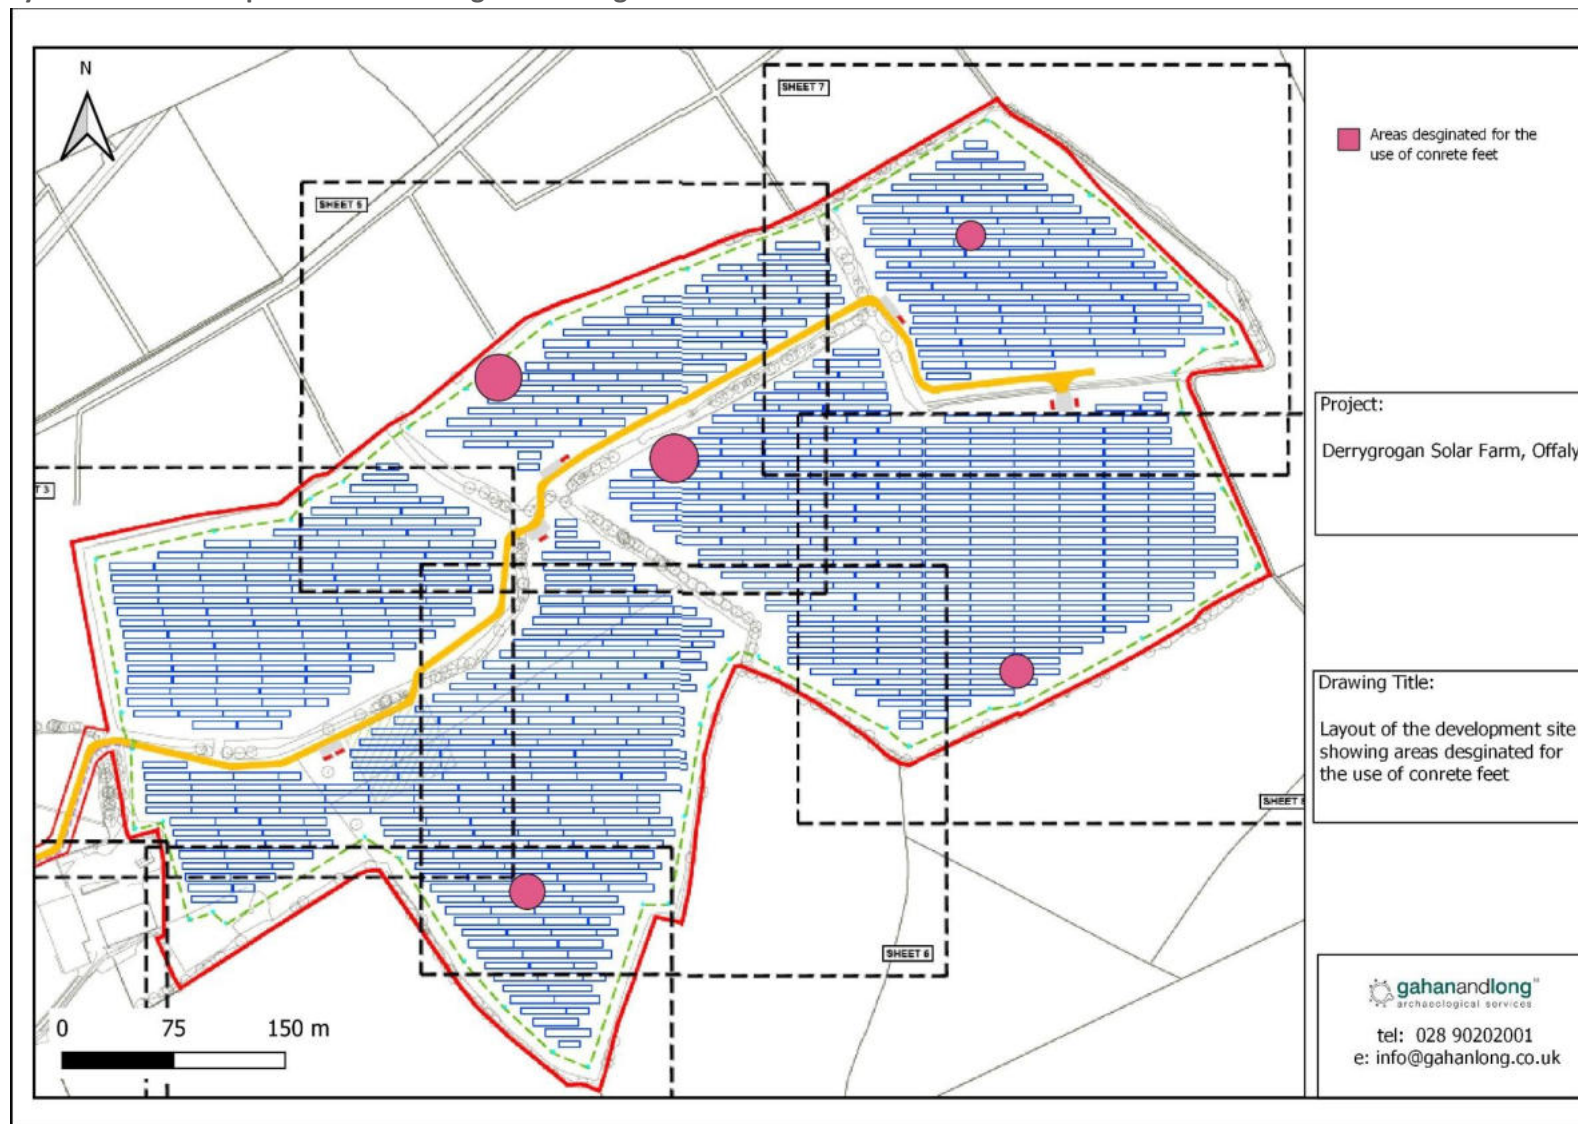 N
SHEET 7
SHEET 5
T 3
SHEET 6
SHEET
0 75 150 m
Areas desginated for the
use of conrete feet
Project:
Derrygrogan Solar Farm, Offaly
Drawing Title:
Layout of the development site
showing areas desginated for
the use of conrete feet
gahanandlong
archaeological services
tel: 028 90202001
e: info@gahanlong.co.uk